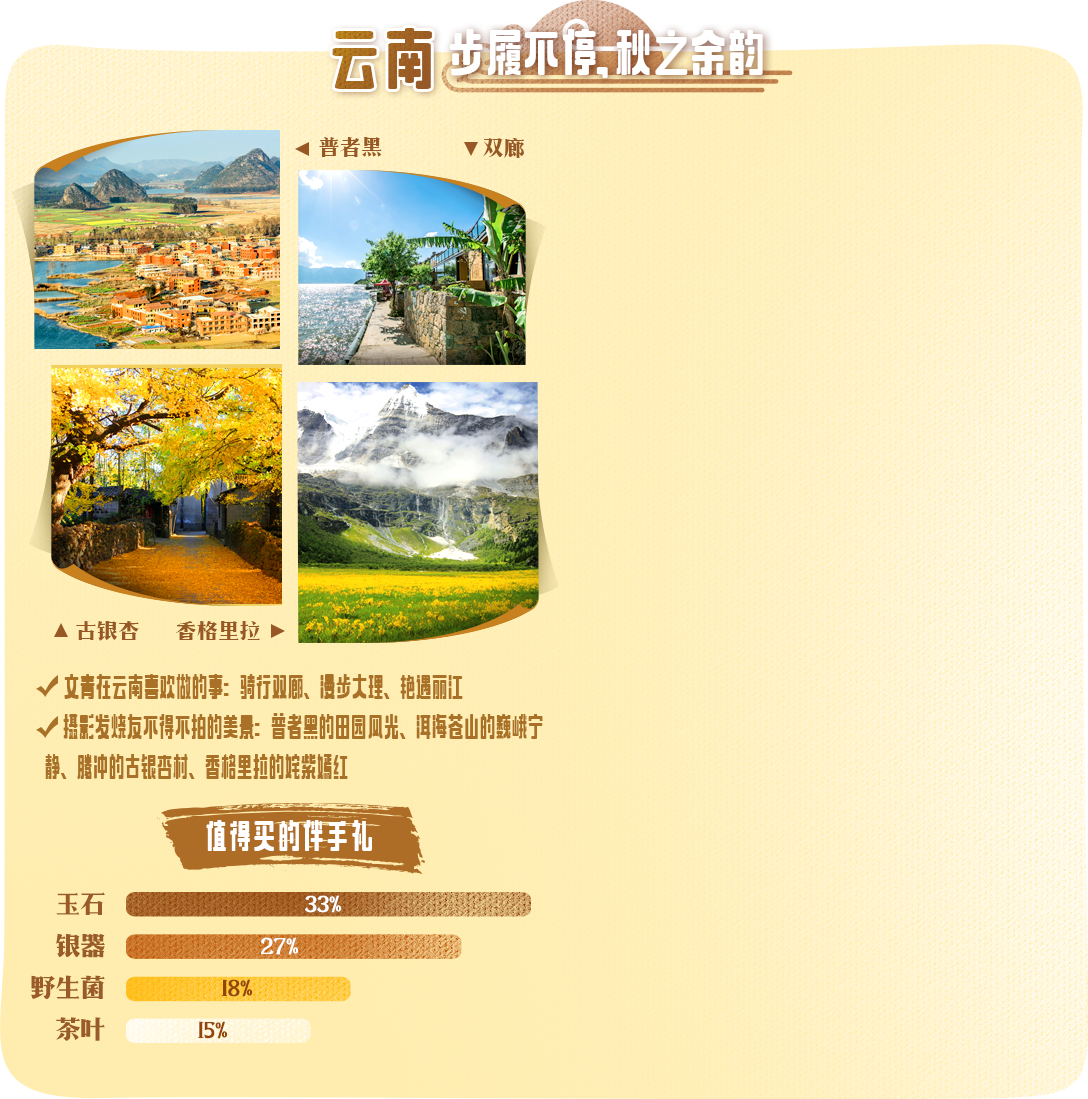 云南 步履不停,秋之余韵
◀ 普者黑 ▼双廊
▲ 古银杏 香格里拉 ▶
✓文青在云南喜欢做的事：骑行双廊、漫步大理、艳遇丽江
✓摄影发烧友不得不拍的美景：普者黑的田园风光、洱海苍山的巍峨宁
静、腾冲的古银杏村、香格里拉的姹紫嫣红
值得买的伴手礼
玉石 33%
银器 27%
野生菌 18%
茶叶 15%